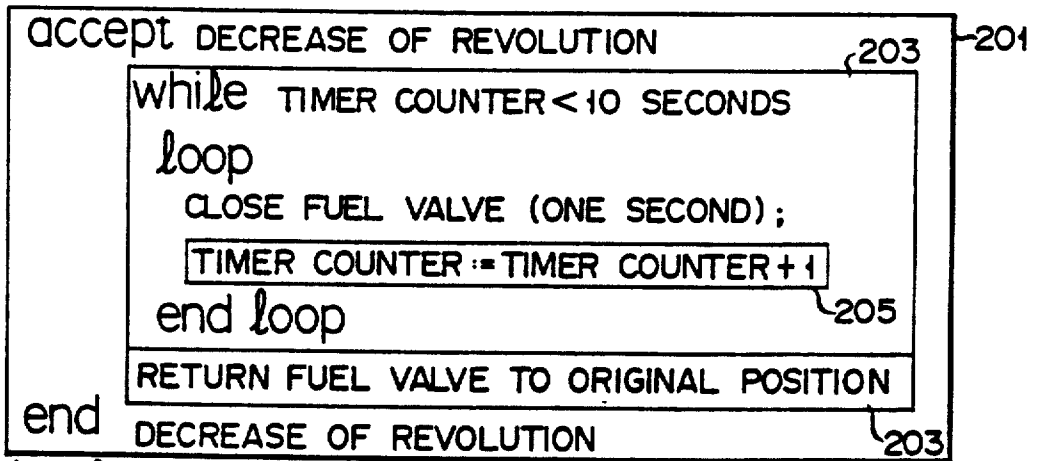 accept DECREASE OF REVOLUTION
201
203
while TIMER COUNTER < 10 SECONDS
loop
CLOSE FUEL VALVE (ONE SECOND);
TIMER COUNTER := TIMER COUNTER + 1
205
end loop
RETURN FUEL VALVE TO ORIGINAL POSITION
end DECREASE OF REVOLUTION
203